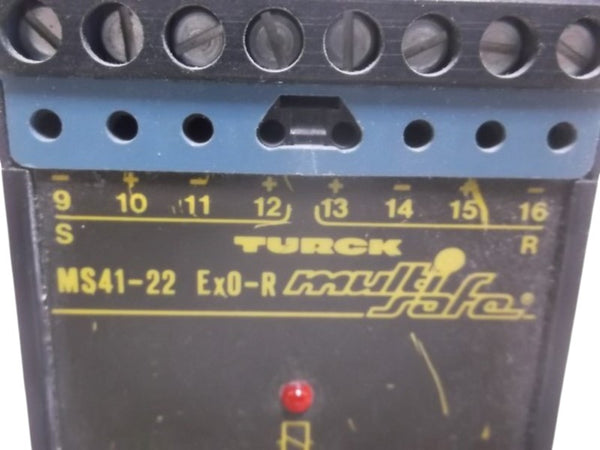 - + - + + - + -
9 10 11 12 13 14 15 16
S TURCK R
MS41-22 Ex0-R multi safe®